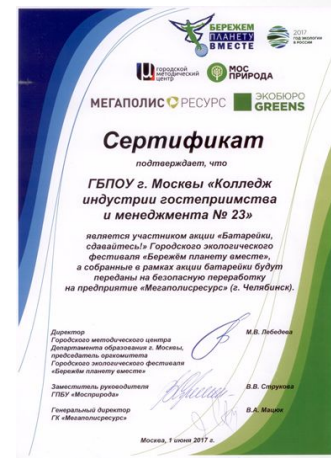 БЕРЕЖЕМ
ПЛАНЕТУ
ВМЕСТЕ
2017
ГОД ЭКОЛОГИИ
В РОССИИ
ГОРОДСКОЙ
МЕТОДИЧЕСКИЙ
ЦЕНТР
МОС
ПРИРОДА
МЕГАПОЛИС РЕСУРС
ЭКОБЮРО
GREENS
Сертификат
подтверждает, что
ГБПОУ г. Москвы «Колледж
индустрии гостеприимства
и менеджмента № 23»
является участником акции «Батарейки,
сдавайтесь!» Городского экологического
фестиваля «Бережём планету вместе»,
а собранные в рамках акции батарейки будут
переданы на безопасную переработку
на предприятие «Мегаполисресурс» (г. Челябинск).
Директор
Городского методического центра
Департамента образования г. Москвы,
председатель оргкомитета
Городского экологического фестиваля
«Бережём планету вместе»
М.В. Лебедева
Заместитель руководителя
ГПБУ «Мосприрода»
В.В. Струкова
Генеральный директор
ГК «Мегаполисресурс»
В.А. Мацюк
Москва, 1 июня 2017 г.